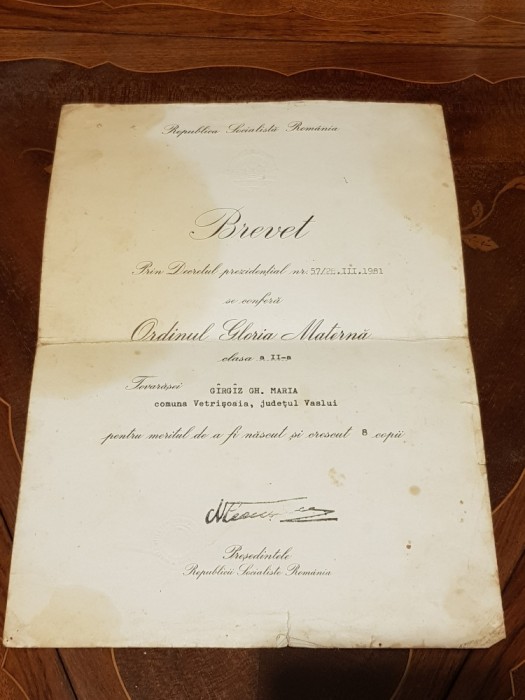 Republica Socialistă România
Brevet
Prin Decretul prezidențial nr. 57/25.III.1981
se conferă
Ordinul Gloria Maternă
clasa a II-a
Tovarășei GÎRGÎZ GH. MARIA
comuna Vetrișoaia, județul Vaslui
pentru meritul de a fi născut și crescut 8 copii
Președintele
Republicii Socialiste România